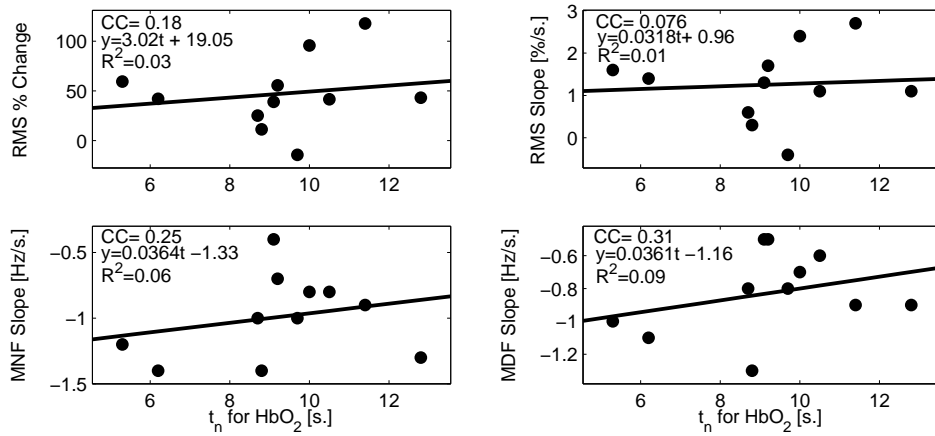 CC= 0.18
y=3.02t + 19.05
R²=0.03
RMS % Change
100
50
0
6 8 10 12
CC= 0.076
y=0.0318t+ 0.96
R²=0.01
RMS Slope [%/s.]
3
2
1
0
6 8 10 12
CC= 0.25
y=0.0364t −1.33
R²=0.06
MNF Slope [Hz/s.]
−0.5
−1
−1.5
6 8 10 12
tₙ for HbO₂ [s.]
CC= 0.31
y=0.0361t −1.16
R²=0.09
MDF Slope [Hz/s.]
−0.6
−0.8
−1
−1.2
6 8 10 12
tₙ for HbO₂ [s.]